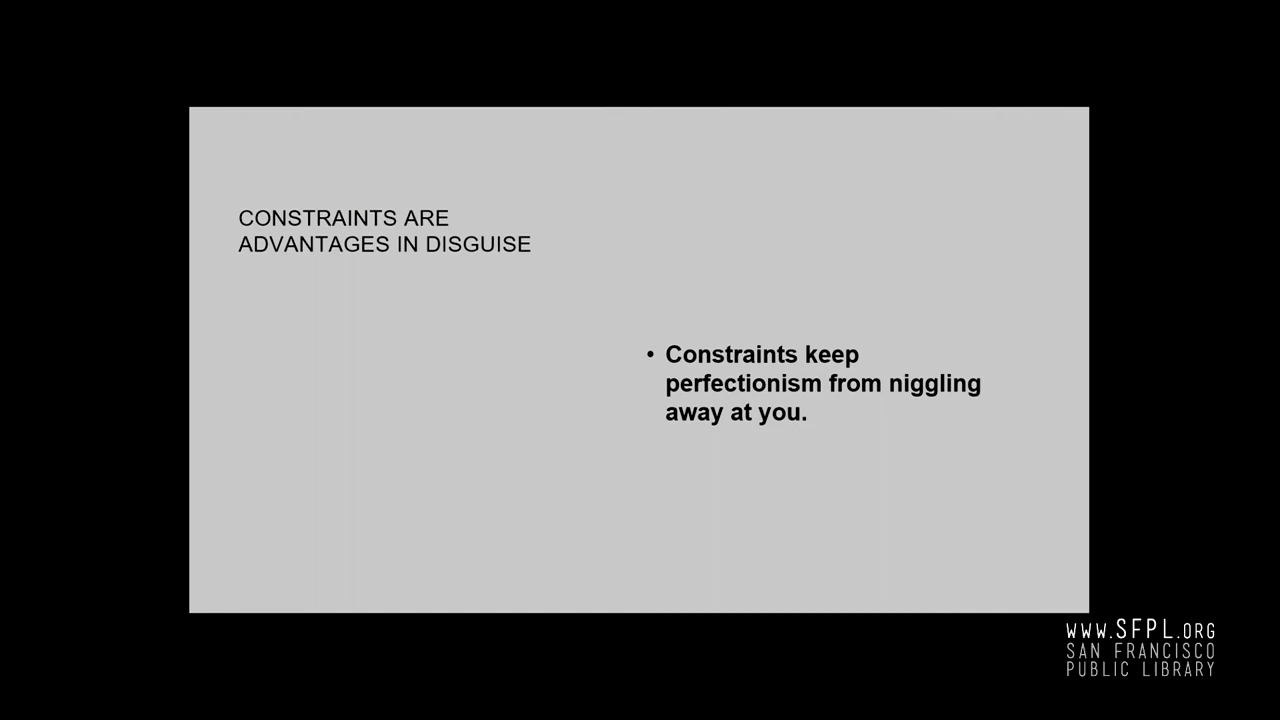 CONSTRAINTS ARE
ADVANTAGES IN DISGUISE
• Constraints keep
perfectionism from niggling
away at you.
WWW.SFPL.ORG
SAN FRANCISCO
PUBLIC LIBRARY